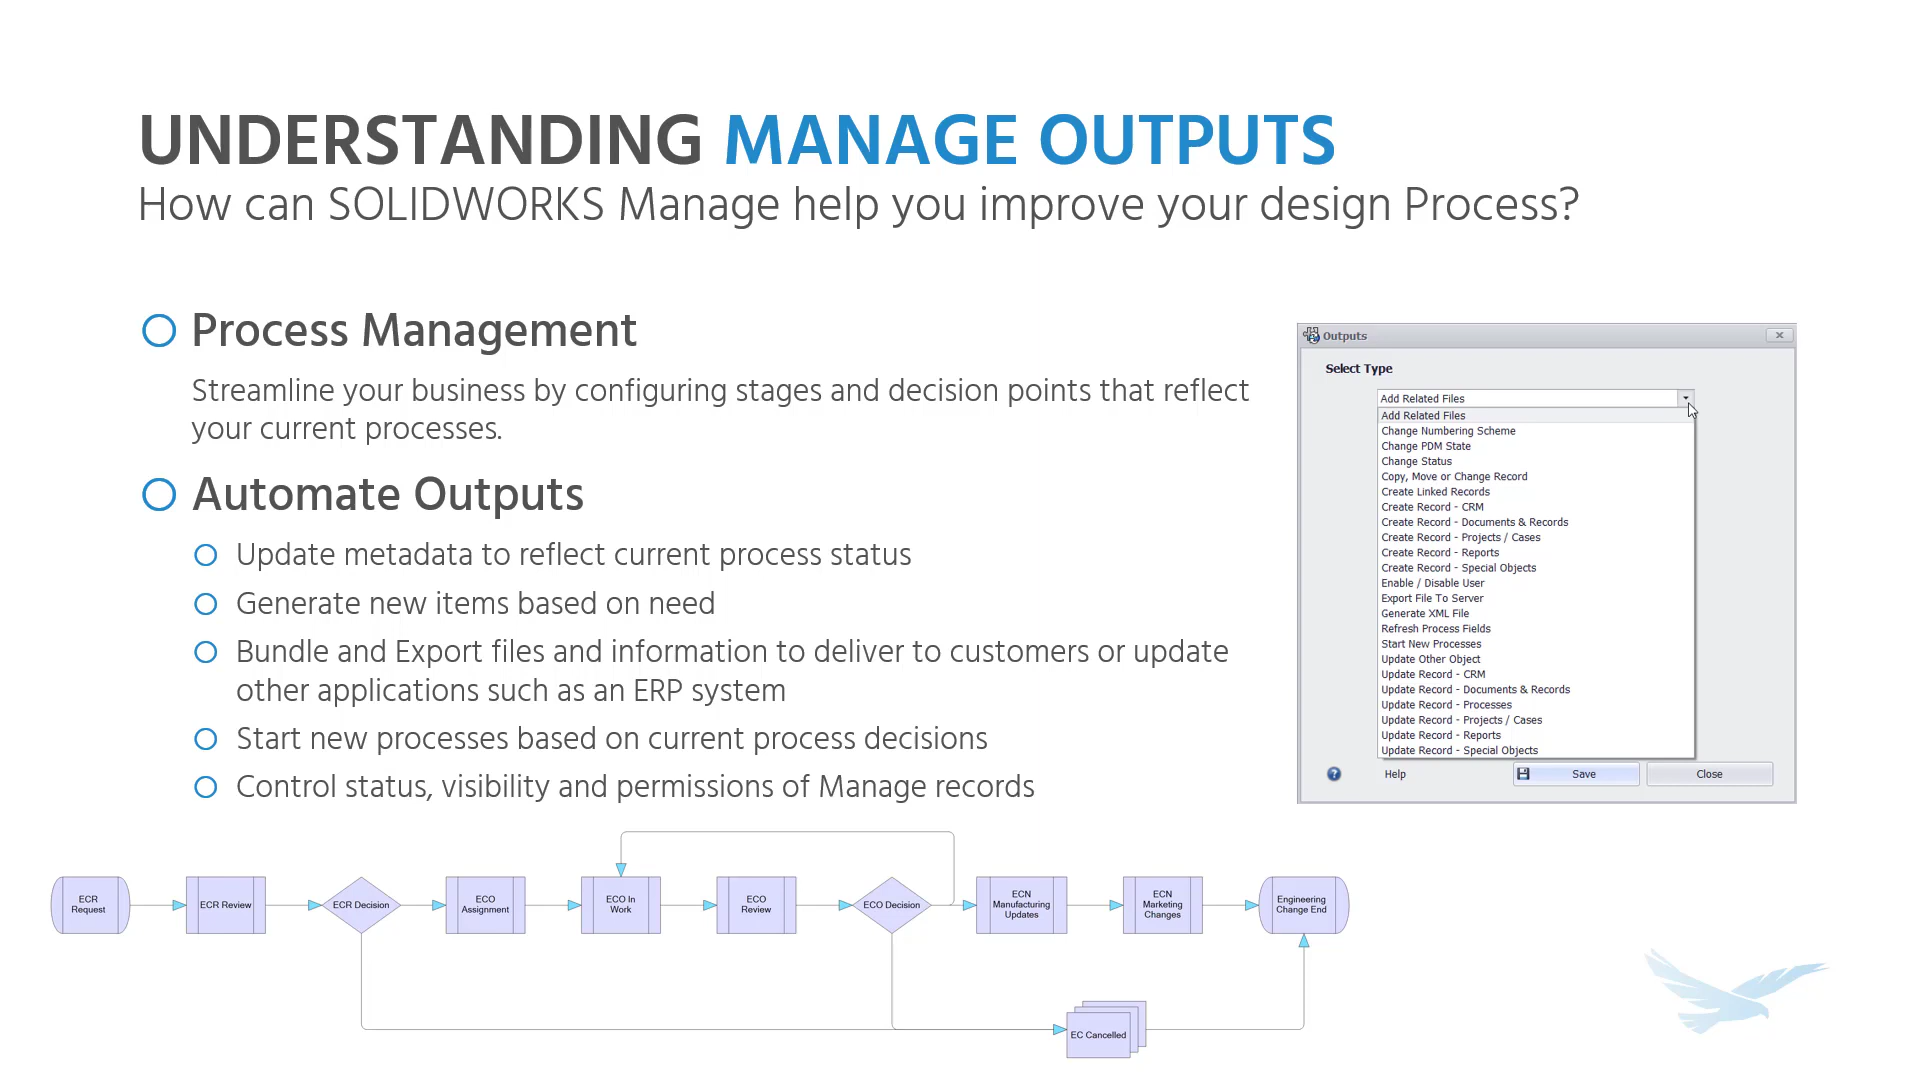 UNDERSTANDING MANAGE OUTPUTS
How can SOLIDWORKS Manage help you improve your design Process?
Process Management
Streamline your business by configuring stages and decision points that reflect
your current processes.
Automate Outputs
Update metadata to reflect current process status
Generate new items based on need
Bundle and Export files and information to deliver to customers or update
other applications such as an ERP system
Start new processes based on current process decisions
Control status, visibility and permissions of Manage records
Outputs
Select Type
Add Related Files
Add Related Files
Change Numbering Scheme
Change PDM State
Change Status
Copy, Move or Change Record
Create Linked Records
Create Record - CRM
Create Record - Documents & Records
Create Record - Projects / Cases
Create Record - Reports
Create Record - Special Objects
Enable / Disable User
Export File To Server
Generate XML File
Refresh Process Fields
Start New Processes
Update Other Object
Update Record - CRM
Update Record - Documents & Records
Update Record - Processes
Update Record - Projects / Cases
Update Record - Reports
Update Record - Special Objects
Help
Save
Close
ECR
Request
ECR Review
ECR Decision
ECO
Assignment
ECO In
Work
ECO
Review
ECO Decision
ECN
Manufacturing
Updates
ECN
Marketing
Changes
Engineering
Change End
EC Cancelled